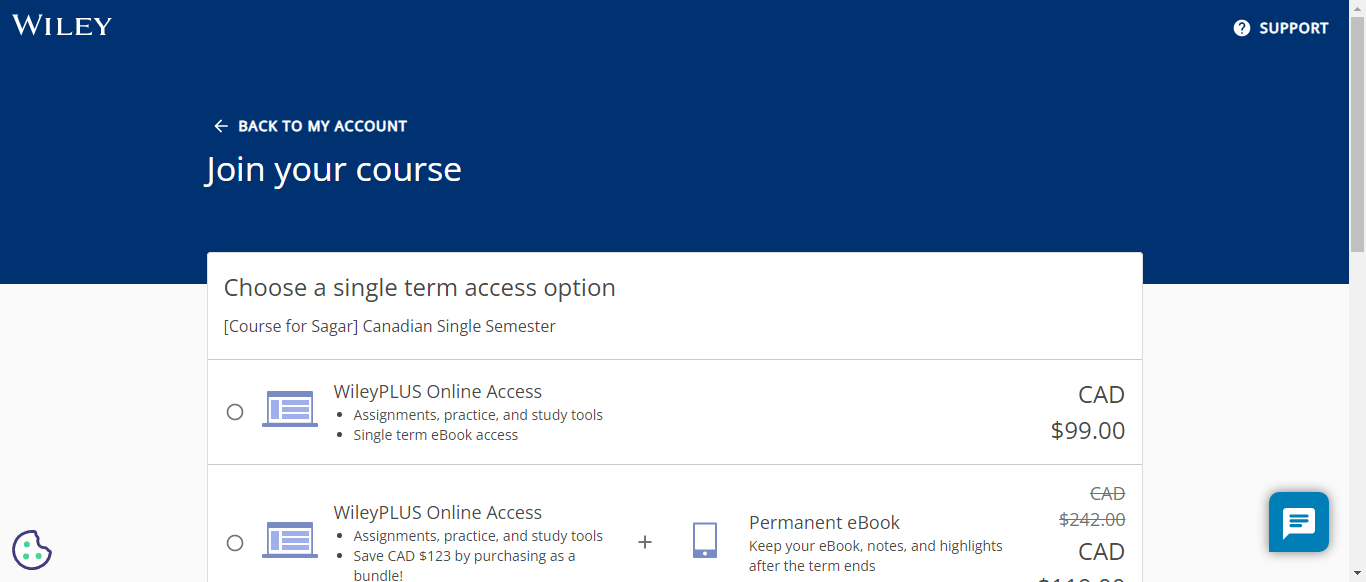 WILEY
SUPPORT
BACK TO MY ACCOUNT
Join your course
Choose a single term access option
[Course for Sagar] Canadian Single Semester
WileyPLUS Online Access
Assignments, practice, and study tools
Single term eBook access
CAD
$99.00
WileyPLUS Online Access
Assignments, practice, and study tools
Save CAD $123 by purchasing as a
bundle!
+
Permanent eBook
Keep your eBook, notes, and highlights
after the term ends
CAD
$242.00
CAD